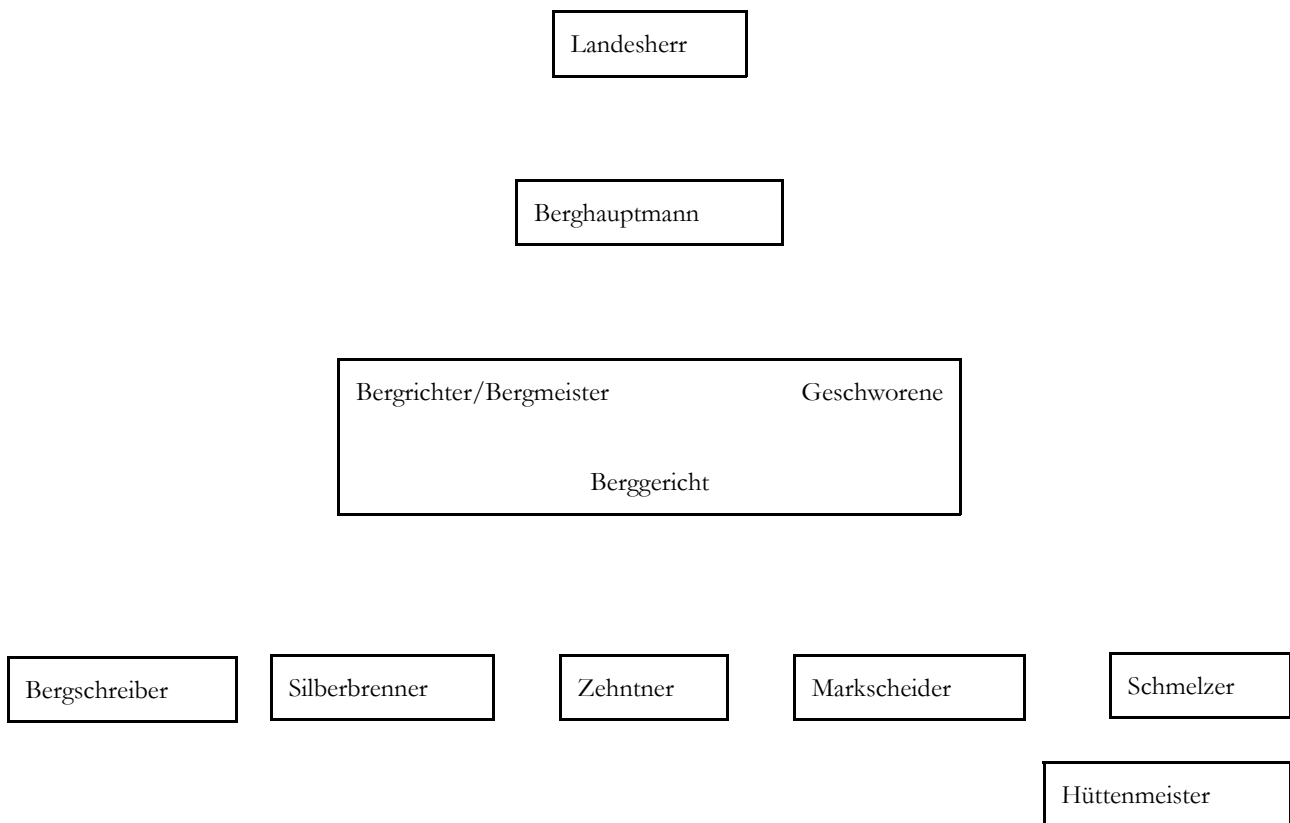 Landesherr
Berghauptmann
Bergrichter/Bergmeister Geschworene
Berggericht
Bergschreiber Silberbrenner Zehntner Markscheider Schmelzer
Hüttenmeister